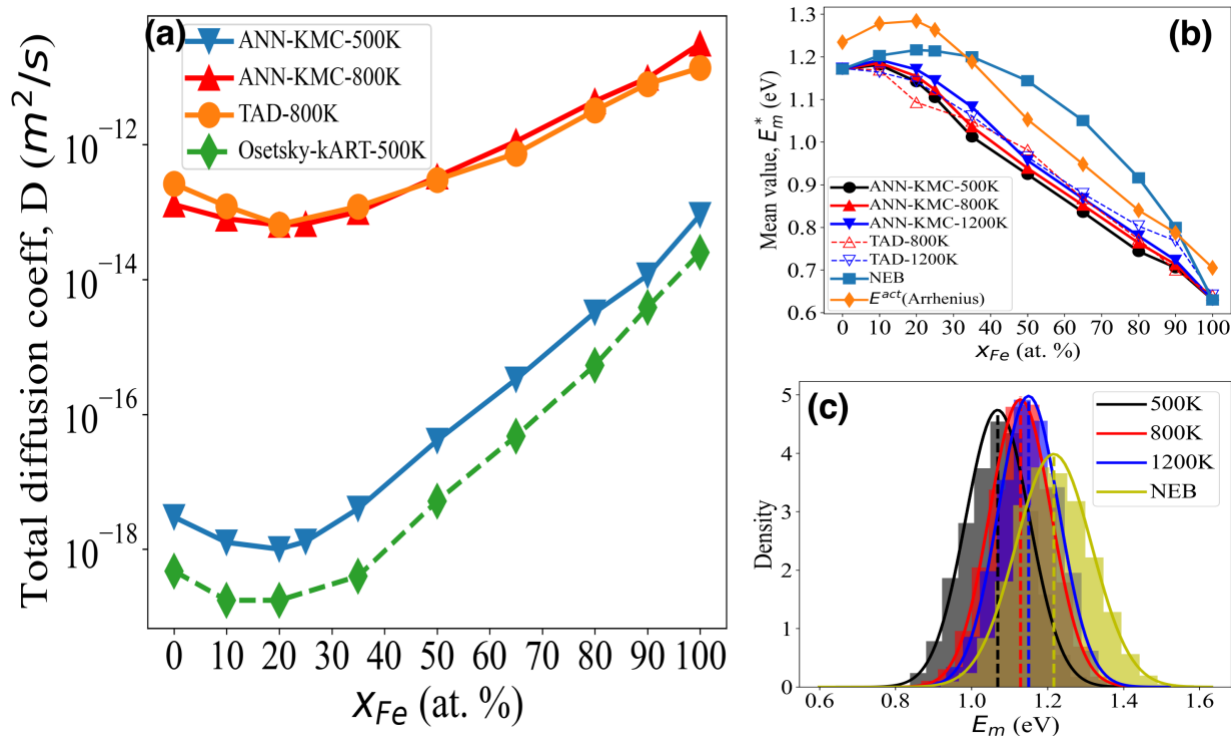 (a)
ANN-KMC-500K
ANN-KMC-800K
TAD-800K
Osetsky-kART-500K
Total diffusion coeff, D (m²/s)
10⁻¹²
10⁻¹⁴
10⁻¹⁶
10⁻¹⁸
0 10 20 30 40 50 60 70 80 90 100
x_Fe (at. %)
(b)
Mean value, E*_m (eV)
1.3
1.2
1.1
1.0
0.9
0.8
0.7
0.6
ANN-KMC-500K
ANN-KMC-800K
ANN-KMC-1200K
TAD-800K
TAD-1200K
NEB
E^act(Arrhenius)
0 10 20 30 40 50 60 70 80 90 100
x_Fe (at. %)
(c)
500K
800K
1200K
NEB
Density
5
4
3
2
1
0
0.6 0.8 1.0 1.2 1.4 1.6
E_m (eV)